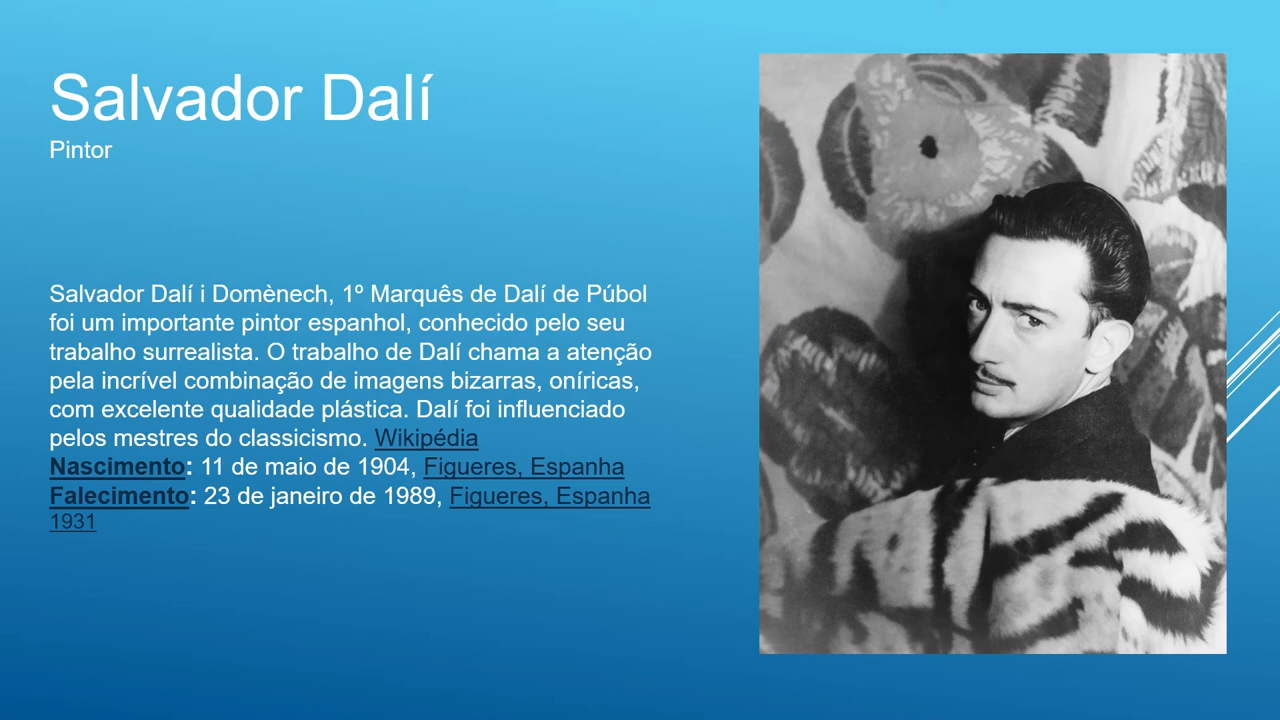 Salvador Dalí
Pintor
Salvador Dalí i Domènech, 1º Marquês de Dalí de Púbol
foi um importante pintor espanhol, conhecido pelo seu
trabalho surrealista. O trabalho de Dalí chama a atenção
pela incrível combinação de imagens bizarras, oníricas,
com excelente qualidade plástica. Dalí foi influenciado
pelos mestres do classicismo. Wikipédia
Nascimento: 11 de maio de 1904, Figueres, Espanha
Falecimento: 23 de janeiro de 1989, Figueres, Espanha
1931